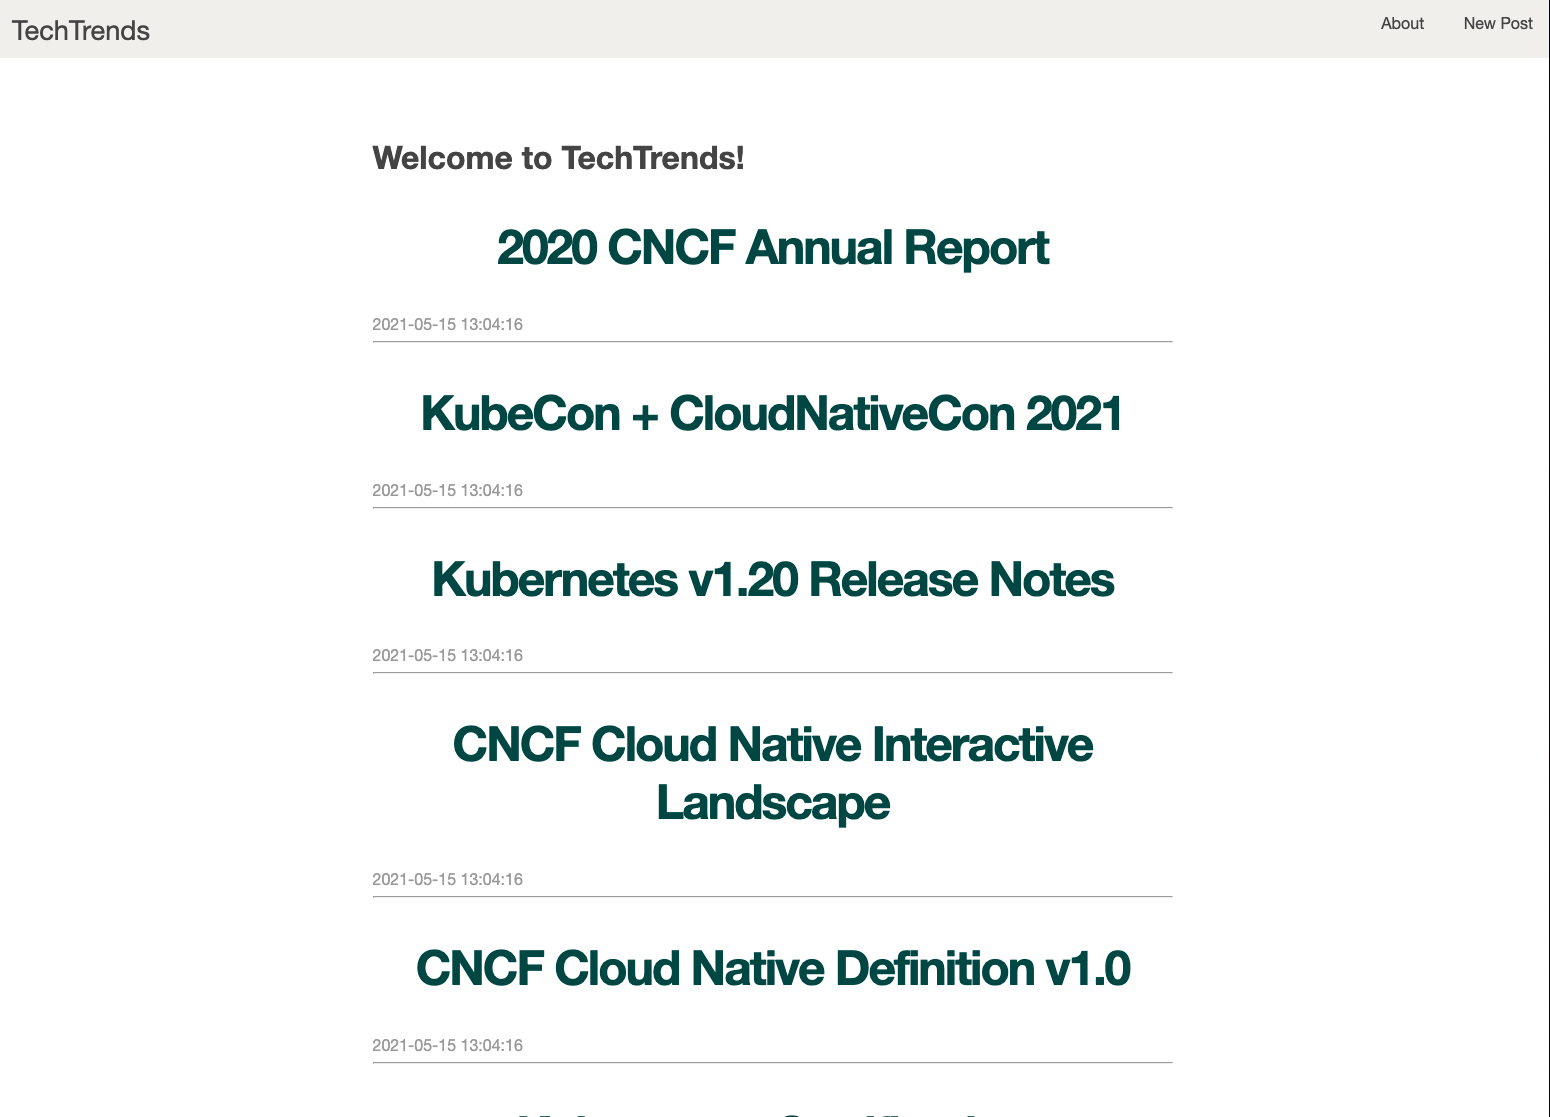 TechTrends
About New Post
Welcome to TechTrends!
2020 CNCF Annual Report
2021-05-15 13:04:16
KubeCon + CloudNativeCon 2021
2021-05-15 13:04:16
Kubernetes v1.20 Release Notes
2021-05-15 13:04:16
CNCF Cloud Native Interactive
Landscape
2021-05-15 13:04:16
CNCF Cloud Native Definition v1.0
2021-05-15 13:04:16